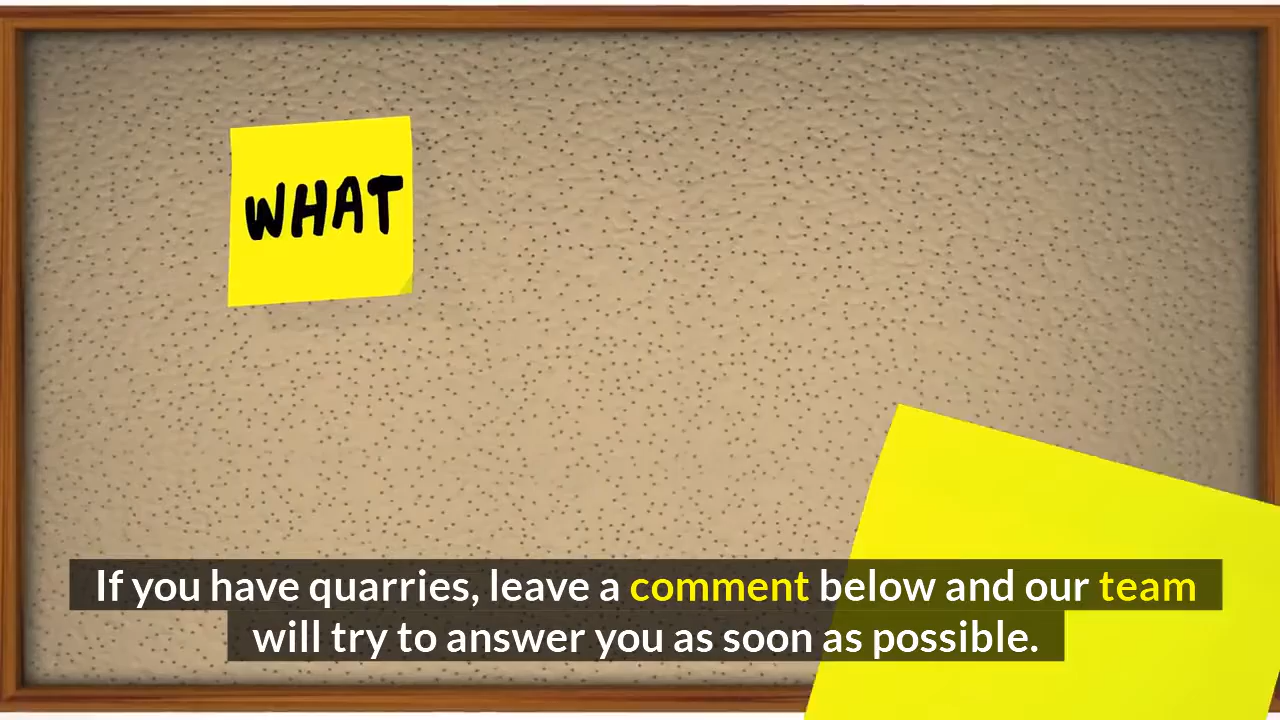 WHAT
If you have quarries, leave a comment below and our team
will try to answer you as soon as possible.